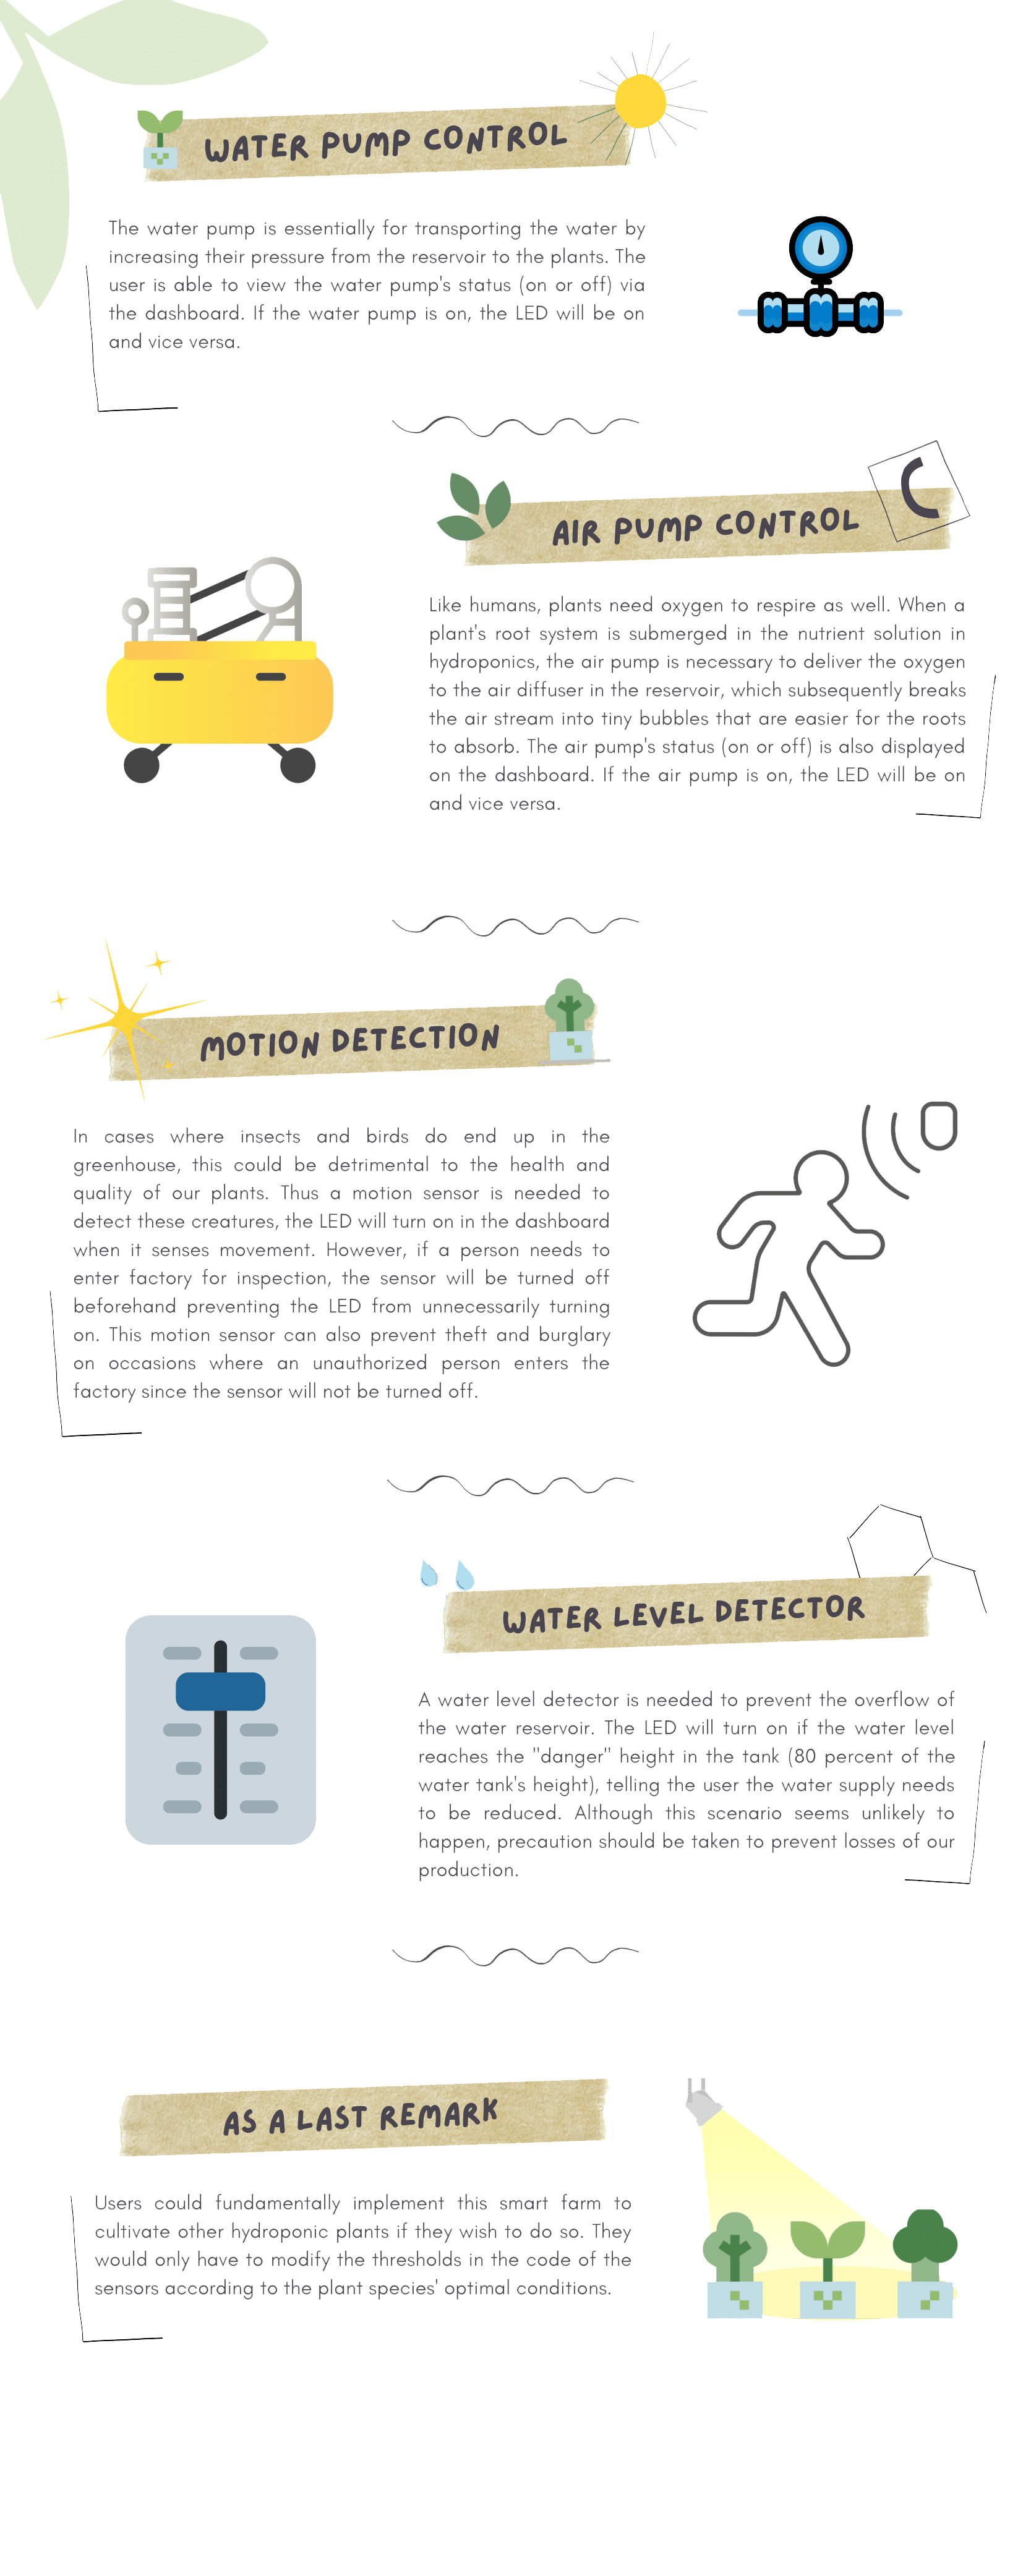 WATER PUMP CONTROL
The water pump is essentially for transporting the water by
increasing their pressure from the reservoir to the plants. The
user is able to view the water pump's status (on or off) via
the dashboard. If the water pump is on, the LED will be on
and vice versa.
AIR PUMP CONTROL
Like humans, plants need oxygen to respire as well. When a
plant's root system is submerged in the nutrient solution in
hydroponics, the air pump is necessary to deliver the oxygen
to the air diffuser in the reservoir, which subsequently breaks
the air stream into tiny bubbles that are easier for the roots
to absorb. The air pump's status (on or off) is also displayed
on the dashboard. If the air pump is on, the LED will be on
and vice versa.
MOTION DETECTION
In cases where insects and birds do end up in the
greenhouse, this could be detrimental to the health and
quality of our plants. Thus a motion sensor is needed to
detect these creatures, the LED will turn on in the dashboard
when it senses movement. However, if a person needs to
enter factory for inspection, the sensor will be turned off
beforehand preventing the LED from unnecessarily turning
on. This motion sensor can also prevent theft and burglary
on occasions where an unauthorized person enters the
factory since the sensor will not be turned off.
WATER LEVEL DETECTOR
A water level detector is needed to prevent the overflow of
the water reservoir. The LED will turn on if the water level
reaches the "danger" height in the tank (80 percent of the
water tank's height), telling the user the water supply needs
to be reduced. Although this scenario seems unlikely to
happen, precaution should be taken to prevent losses of our
production.
AS A LAST REMARK
Users could fundamentally implement this smart farm to
cultivate other hydroponic plants if they wish to do so. They
would only have to modify the thresholds in the code of the
sensors according to the plant species' optimal conditions.